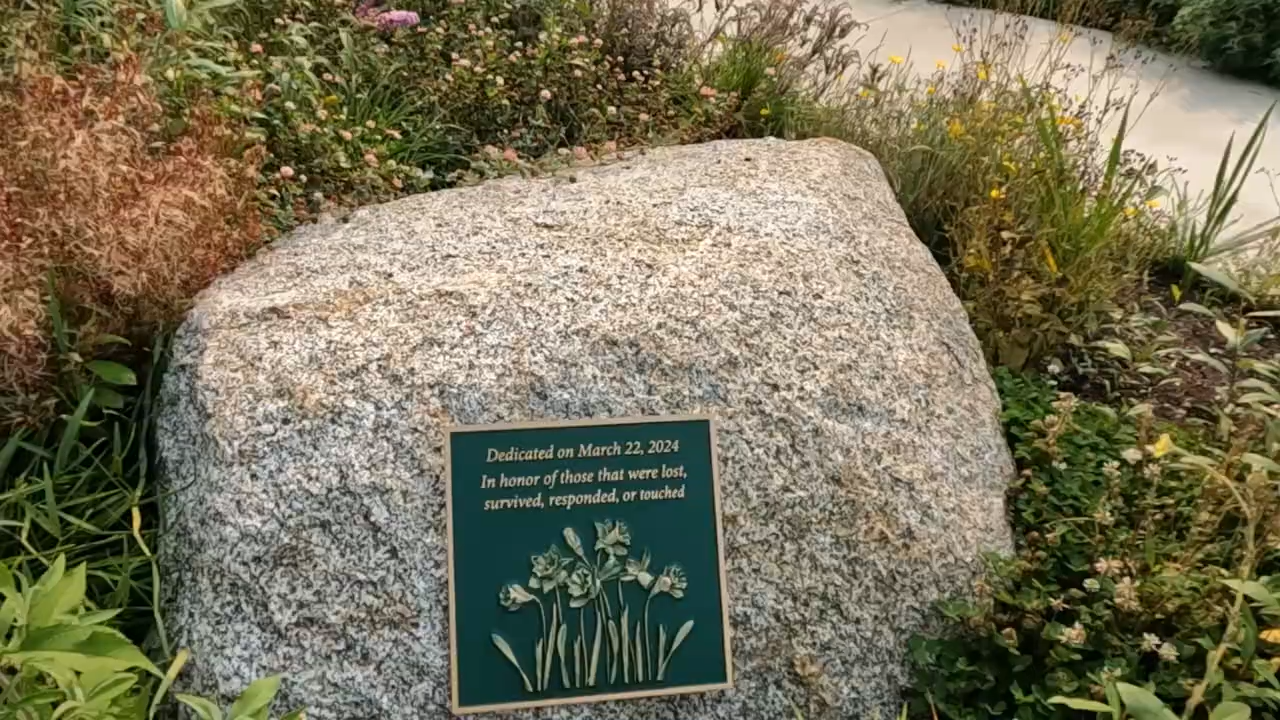 Dedicated on March 22, 2024
In honor of those that were lost,
survived, responded, or touched